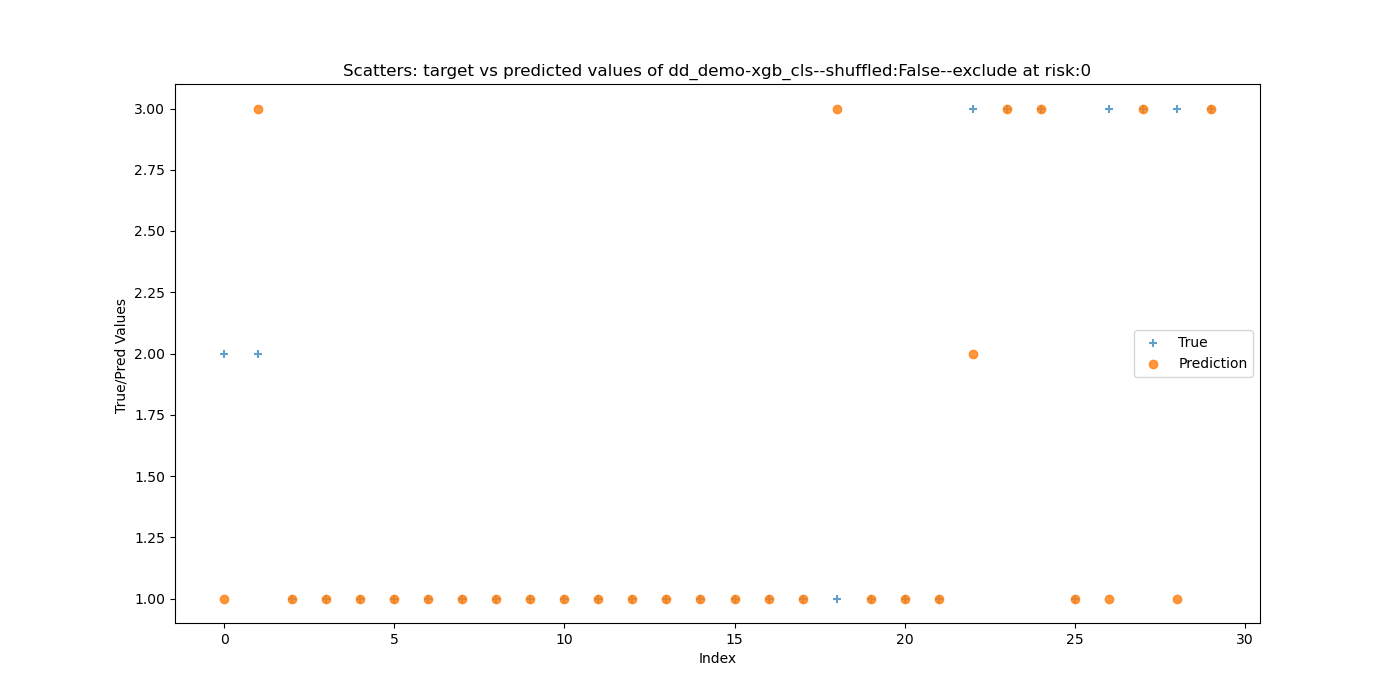 Scatters: target vs predicted values of dd_demo-xgb_cls--shuffled:False--exclude at risk:0
3.00
2.75
2.50
2.25
2.00
1.75
1.50
1.25
1.00
True/Pred Values
True
Prediction
0 5 10 15 20 25 30
Index